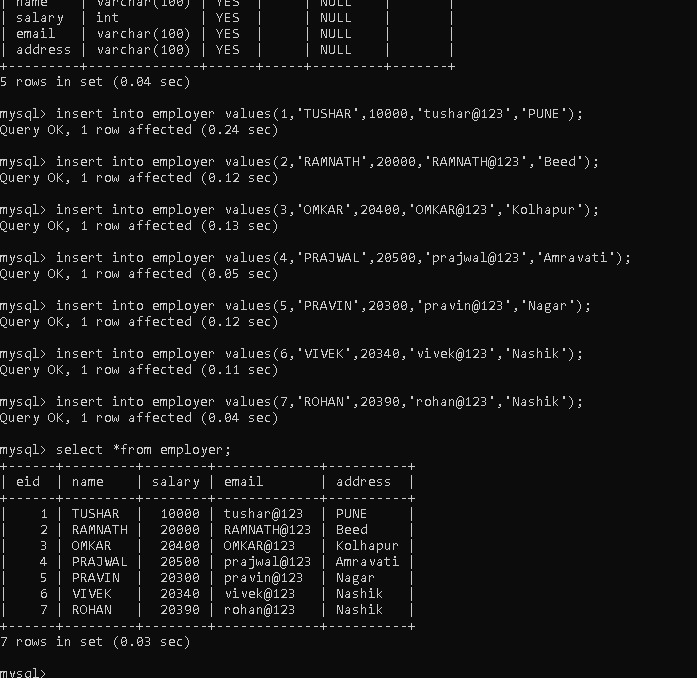 | name     | varchar(100) | YES  |     | NULL    |       |
| salary   | int          | YES  |     | NULL    |       |
| email    | varchar(100) | YES  |     | NULL    |       |
| address  | varchar(100) | YES  |     | NULL    |       |
+----------+--------------+------+-----+---------+-------+
5 rows in set (0.04 sec)
mysql> insert into employer values(1,'TUSHAR',10000,'tushar@123','PUNE');
Query OK, 1 row affected (0.24 sec)
mysql> insert into employer values(2,'RAMNATH',20000,'RAMNATH@123','Beed');
Query OK, 1 row affected (0.12 sec)
mysql> insert into employer values(3,'OMKAR',20400,'OMKAR@123','Kolhapur');
Query OK, 1 row affected (0.13 sec)
mysql> insert into employer values(4,'PRAJWAL',20500,'prajwal@123','Amravati');
Query OK, 1 row affected (0.05 sec)
mysql> insert into employer values(5,'PRAVIN',20300,'pravin@123','Nagar');
Query OK, 1 row affected (0.12 sec)
mysql> insert into employer values(6,'VIVEK',20340,'vivek@123','Nashik');
Query OK, 1 row affected (0.11 sec)
mysql> insert into employer values(7,'ROHAN',20390,'rohan@123','Nashik');
Query OK, 1 row affected (0.04 sec)
mysql> select *from employer;
+------+---------+--------+-------------+----------+
| eid  | name    | salary | email       | address  |
+------+---------+--------+-------------+----------+
|    1 | TUSHAR  |  10000 | tushar@123  | PUNE     |
|    2 | RAMNATH |  20000 | RAMNATH@123 | Beed     |
|    3 | OMKAR   |  20400 | OMKAR@123   | Kolhapur |
|    4 | PRAJWAL |  20500 | prajwal@123 | Amravati |
|    5 | PRAVIN  |  20300 | pravin@123  | Nagar    |
|    6 | VIVEK   |  20340 | vivek@123   | Nashik   |
|    7 | ROHAN   |  20390 | rohan@123   | Nashik   |
+------+---------+--------+-------------+----------+
7 rows in set (0.03 sec)
mysql>